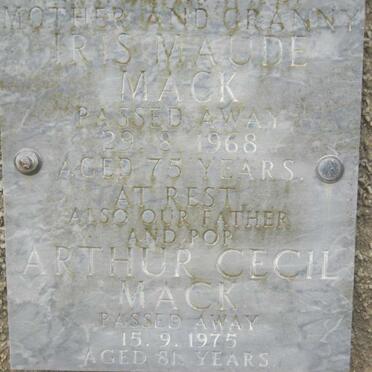 MOTHER AND GRANNY
IRIS MAUDE
MACK
PASSED AWAY
29.8.1968
AGED 75 YEARS.
AT REST
ALSO OUR FATHER
AND POP
ARTHUR CECIL
MACK
PASSED AWAY
15.9.1975
AGED 81 YEARS